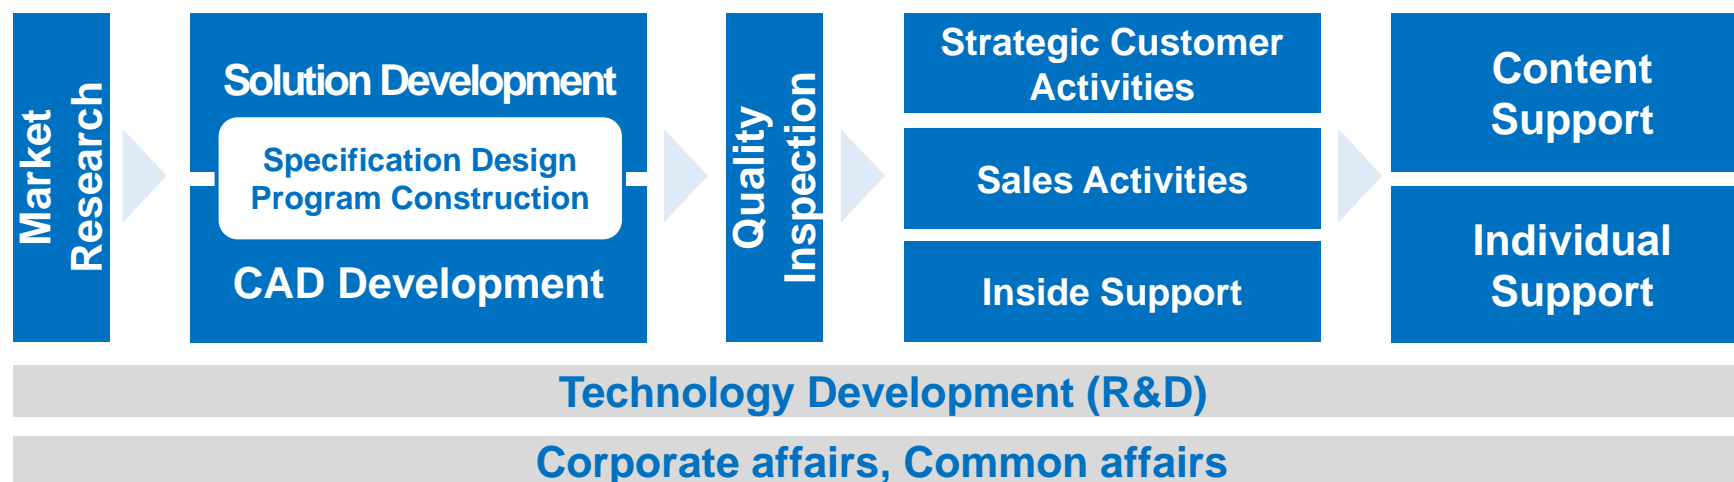 Market
Research
Solution Development
Specification Design
Program Construction
CAD Development
Quality
Inspection
Strategic Customer
Activities
Sales Activities
Inside Support
Content
Support
Individual
Support
Technology Development (R&D)
Corporate affairs, Common affairs